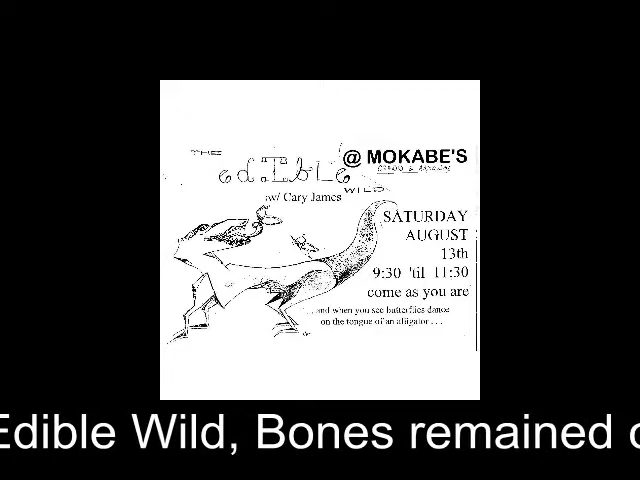 THE
edIbLe
@ MOKABE'S
WILD
w/ Cary James
SATURDAY
AUGUST
13th
9:30 'til 11:30
come as you are
. . .and when you see butterflies dance
on the tongue of an alligator . . .
Edible Wild, Bones remained